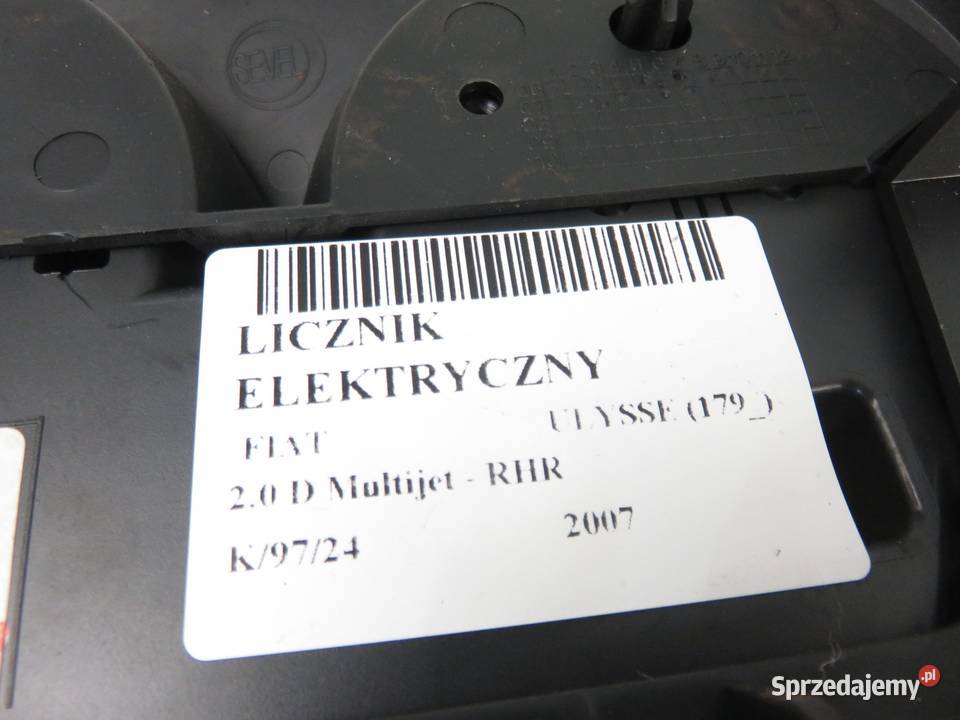 SEVEL
LICZNIK
ELEKTRYCZNY
FIAT ULYSSE (179_)
2.0 D Multijet - RHR
K/97/24 2007
Sprzedajemy.pl